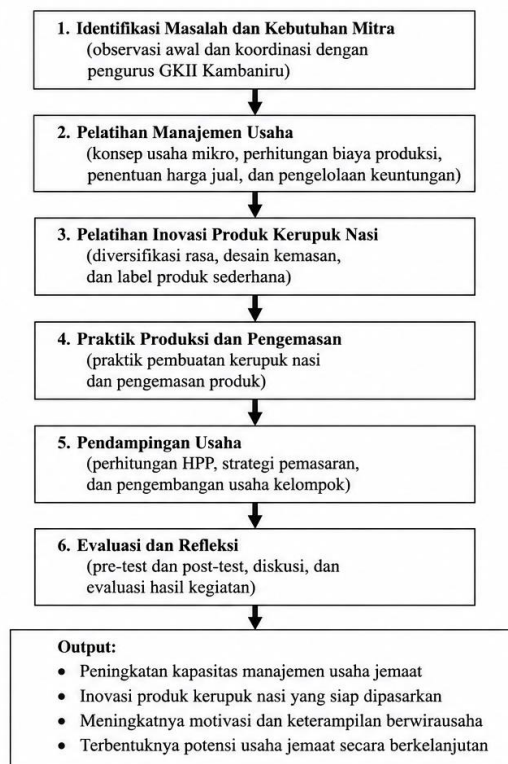 1. Identifikasi Masalah dan Kebutuhan Mitra
(observasi awal dan koordinasi dengan
pengurus GKII Kambaniru)
2. Pelatihan Manajemen Usaha
(konsep usaha mikro, perhitungan biaya produksi,
penentuan harga jual, dan pengelolaan keuntungan)
3. Pelatihan Inovasi Produk Kerupuk Nasi
(diversifikasi rasa, desain kemasan,
dan label produk sederhana)
4. Praktik Produksi dan Pengemasan
(praktik pembuatan kerupuk nasi
dan pengemasan produk)
5. Pendampingan Usaha
(perhitungan HPP, strategi pemasaran,
dan pengembangan usaha kelompok)
6. Evaluasi dan Refleksi
(pre-test dan post-test, diskusi, dan
evaluasi hasil kegiatan)
Output:
• Peningkatan kapasitas manajemen usaha jemaat
• Inovasi produk kerupuk nasi yang siap dipasarkan
• Meningkatnya motivasi dan keterampilan berwirausaha
• Terbentuknya potensi usaha jemaat secara berkelanjutan